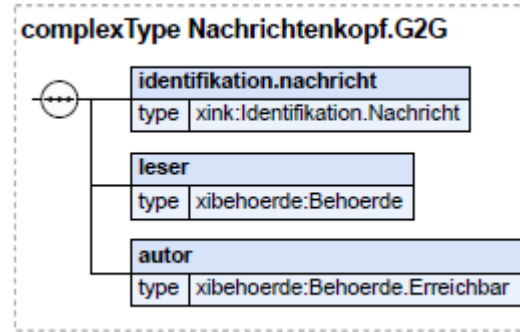 complexType Nachrichtenkopf.G2G
identifikation.nachricht
type xink:Identifikation.Nachricht
leser
type xibehoerde:Behoerde
autor
type xibehoerde:Behoerde.Erreichbar